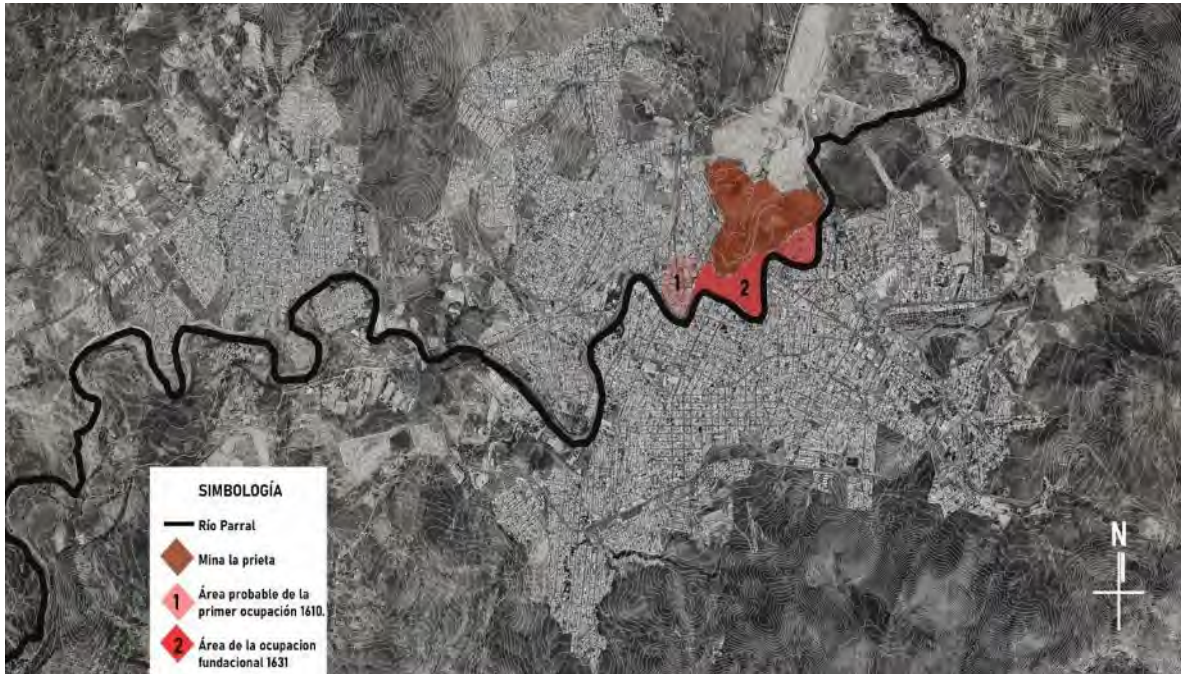 1
2
SIMBOLOGÍA
Río Parral
Mina la prieta
1
Área probable de la
primer ocupación 1610.
2
Área de la ocupacion
fundacional 1631
N